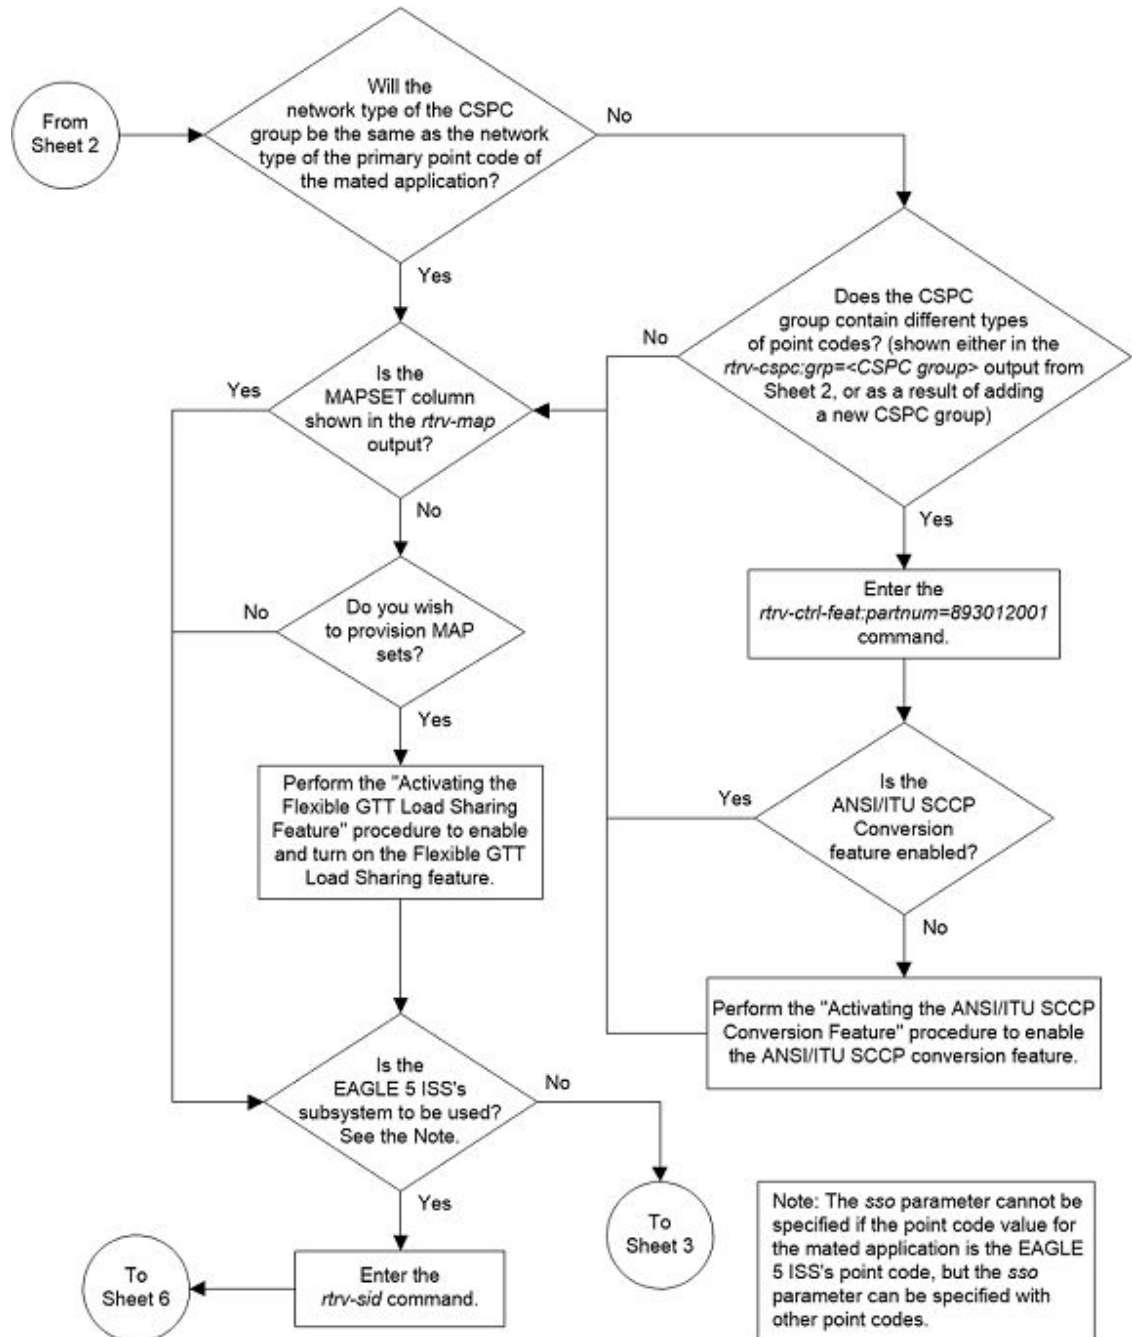 From
Sheet 2
Will the
network type of the CSPC
group be the same as the network
type of the primary point code of
the mated application?
No
Yes
Does the CSPC
group contain different types
of point codes? (shown either in the
rtrv-cspc:grp=<CSPC group> output from
Sheet 2, or as a result of adding
a new CSPC group)
No
Yes
Is the
MAPSET column
shown in the rtrv-map
output?
Yes
No
Enter the
rtrv-ctrl-feat:partnum=893012001
command.
Do you wish
to provision MAP
sets?
No
Yes
Is the
ANSI/ITU SCCP
Conversion
feature enabled?
Yes
No
Perform the "Activating the
Flexible GTT Load Sharing
Feature" procedure to enable
and turn on the Flexible GTT
Load Sharing feature.
Perform the "Activating the ANSI/ITU SCCP
Conversion Feature" procedure to enable
the ANSI/ITU SCCP conversion feature.
Is the
EAGLE 5 ISS's
subsystem to be used?
See the Note.
No
Yes
To
Sheet 3
Enter the
rtrv-sid command.
To
Sheet 6
Note: The sso parameter cannot be
specified if the point code value for
the mated application is the EAGLE
5 ISS's point code, but the sso
parameter can be specified with
other point codes.